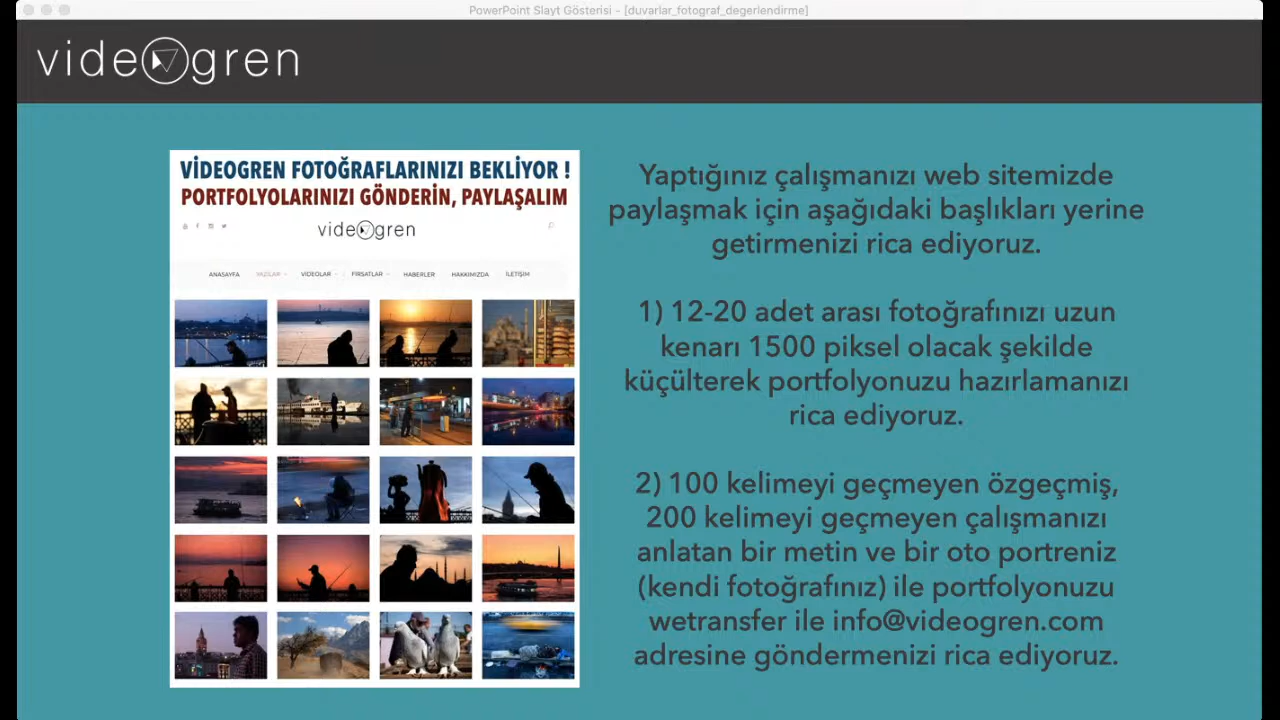 PowerPoint Slayt Gösterisi - [duvarlar_fotograf_degerlendirme]
videogren
VİDEOGREN FOTOĞRAFLARINIZI BEKLİYOR !
PORTFOLYOLARINIZI GÖNDERİN, PAYLAŞALIM
videogren
ANASAYFA YAZILAR VİDEOLAR FIRSATLAR HABERLER HAKKIMIZDA İLETİŞİM
Yaptığınız çalışmanızı web sitemizde
paylaşmak için aşağıdaki başlıkları yerine
getirmenizi rica ediyoruz.
1) 12-20 adet arası fotoğrafınızı uzun
kenarı 1500 piksel olacak şekilde
küçülterek portfolyonuzu hazırlamanızı
rica ediyoruz.
2) 100 kelimeyi geçmeyen özgeçmiş,
200 kelimeyi geçmeyen çalışmanızı
anlatan bir metin ve bir oto portreniz
(kendi fotoğrafınız) ile portfolyonuzu
wetransfer ile info@videogren.com
adresine göndermenizi rica ediyoruz.